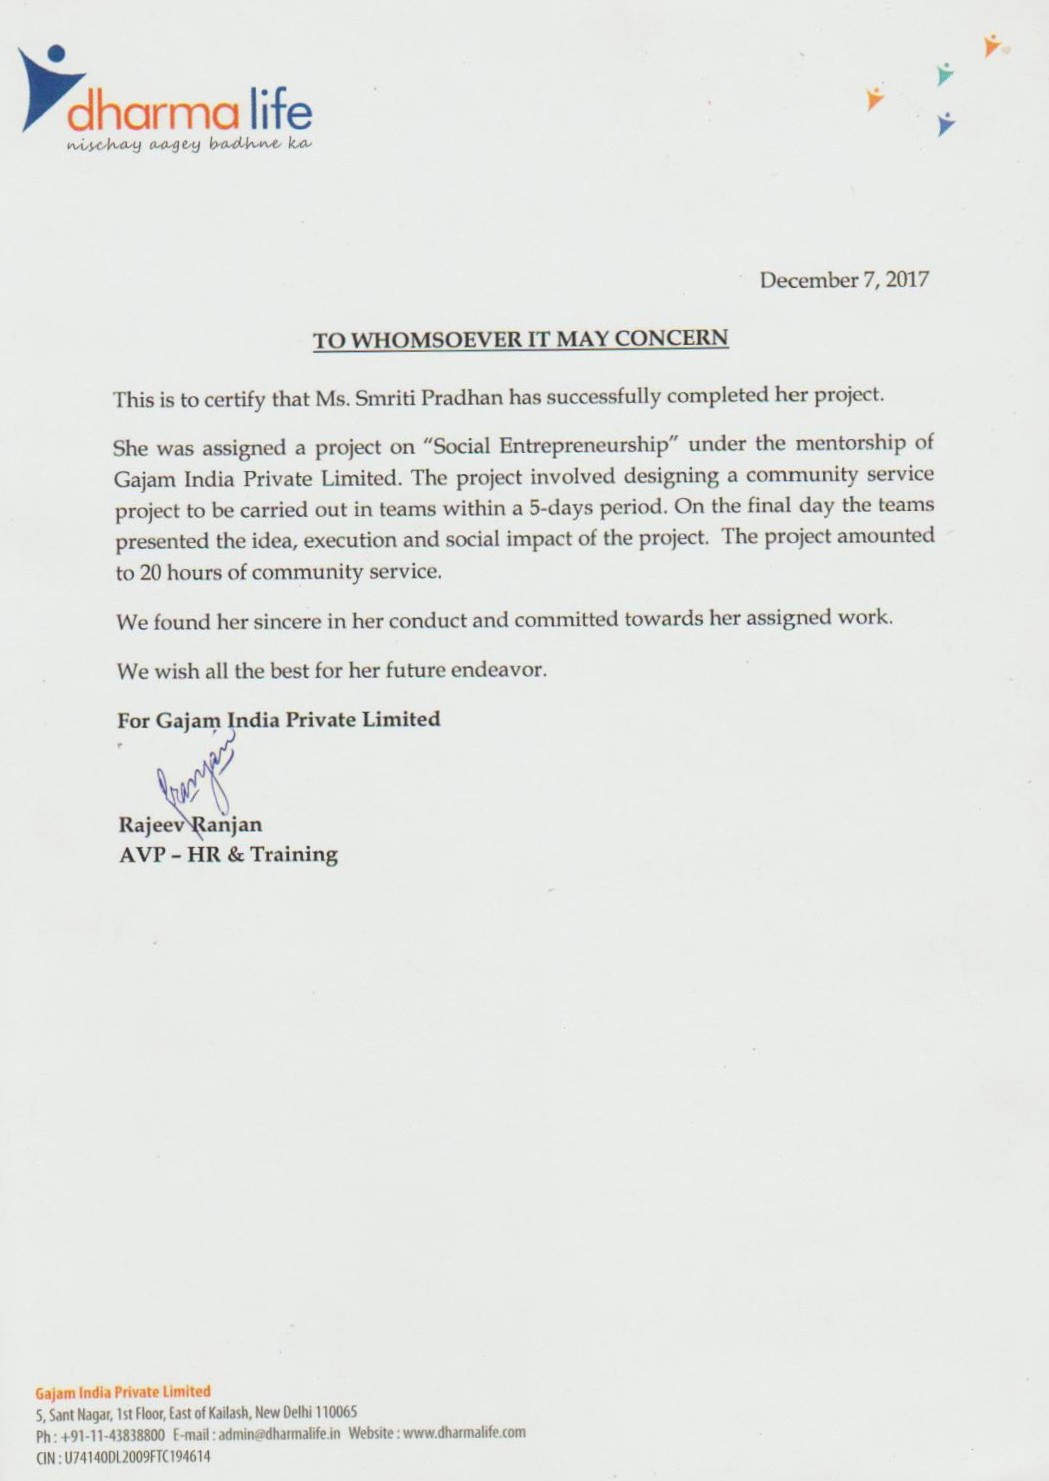 dharma life
nischay aagey badhne ka
December 7, 2017
TO WHOMSOEVER IT MAY CONCERN
This is to certify that Ms. Smriti Pradhan has successfully completed her project.
She was assigned a project on “Social Entrepreneurship” under the mentorship of
Gajam India Private Limited. The project involved designing a community service
project to be carried out in teams within a 5-days period. On the final day the teams
presented the idea, execution and social impact of the project. The project amounted
to 20 hours of community service.
We found her sincere in her conduct and committed towards her assigned work.
We wish all the best for her future endeavor.
For Gajam India Private Limited
Ranjan
Rajeev Ranjan
AVP – HR & Training
Gajam India Private Limited
5, Sant Nagar, 1st Floor, East of Kailash, New Delhi 110065
Ph : +91-11-43838800 E-mail : admin@dharmalife.in Website : www.dharmalife.com
CIN : U74140DL2009FTC194614